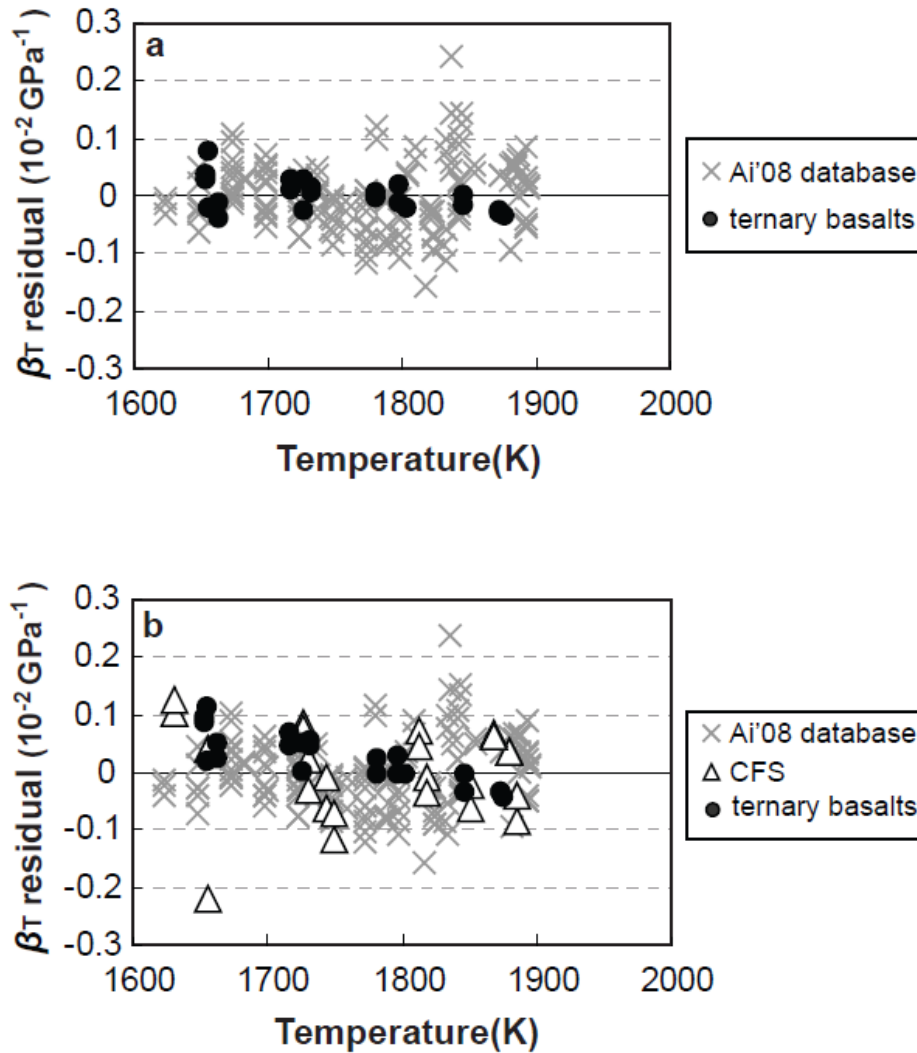 0.3
a
0.2
0.1
0
-0.1
-0.2
-0.3
βT residual (10-2 GPa-1 )
1600 1700 1800 1900 2000
Temperature(K)
Ai'08 database
ternary basalts
0.3
b
0.2
0.1
0
-0.1
-0.2
-0.3
βT residual (10-2 GPa-1 )
1600 1700 1800 1900 2000
Temperature(K)
Ai'08 database
CFS
ternary basalts